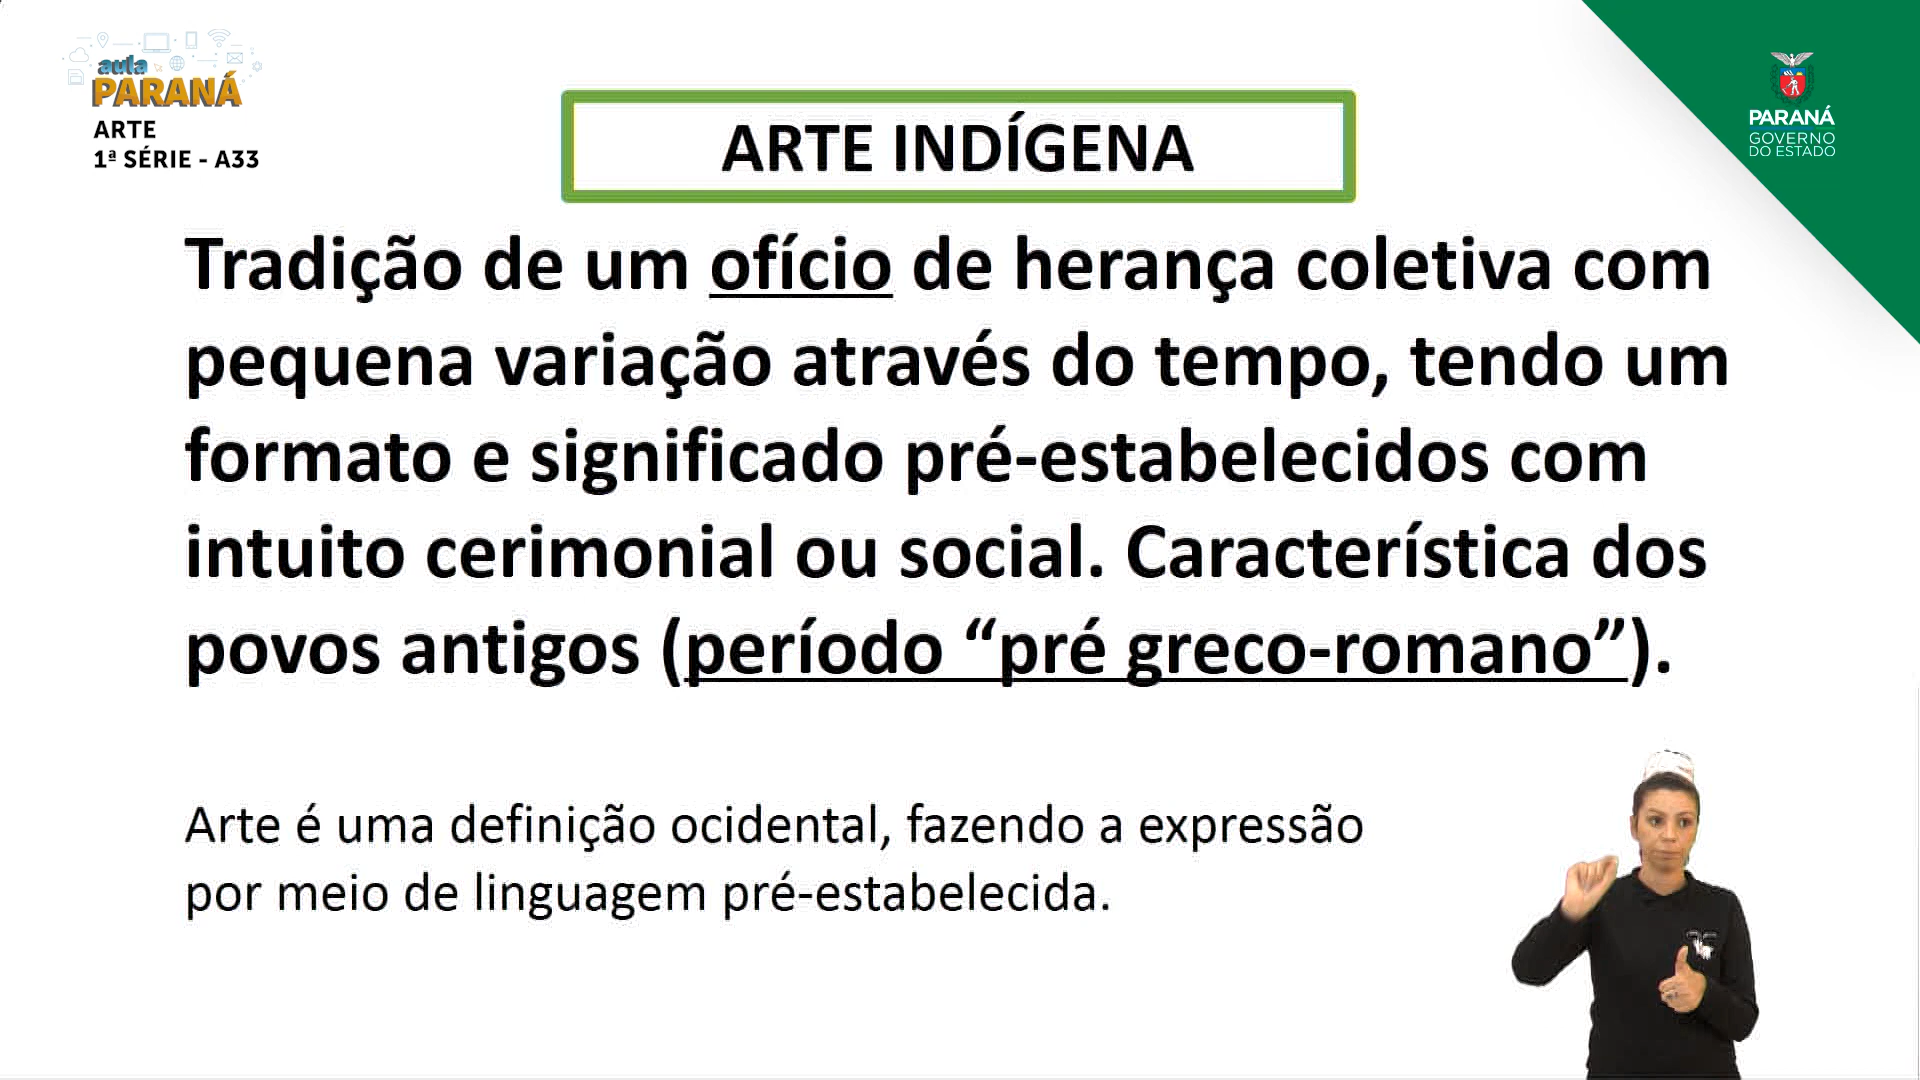 aula
PARANÁ
ARTE
1ª SÉRIE - A33
PARANÁ
GOVERNO
DO ESTADO
ARTE INDÍGENA
Tradição de um ofício de herança coletiva com
pequena variação através do tempo, tendo um
formato e significado pré-estabelecidos com
intuito cerimonial ou social. Característica dos
povos antigos (período “pré greco-romano”).
Arte é uma definição ocidental, fazendo a expressão
por meio de linguagem pré-estabelecida.